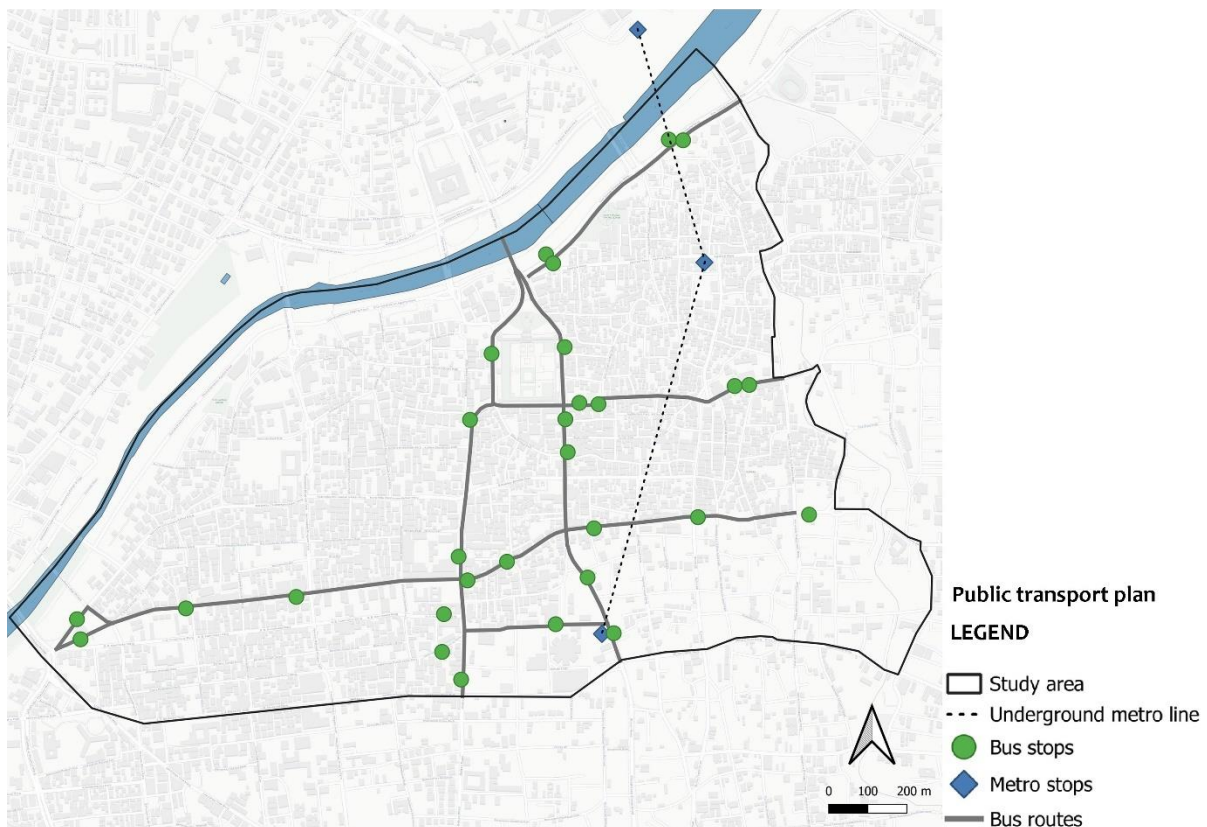 Public transport plan
LEGEND
Study area
Underground metro line
Bus stops
Metro stops
0 100 200 m
Bus routes